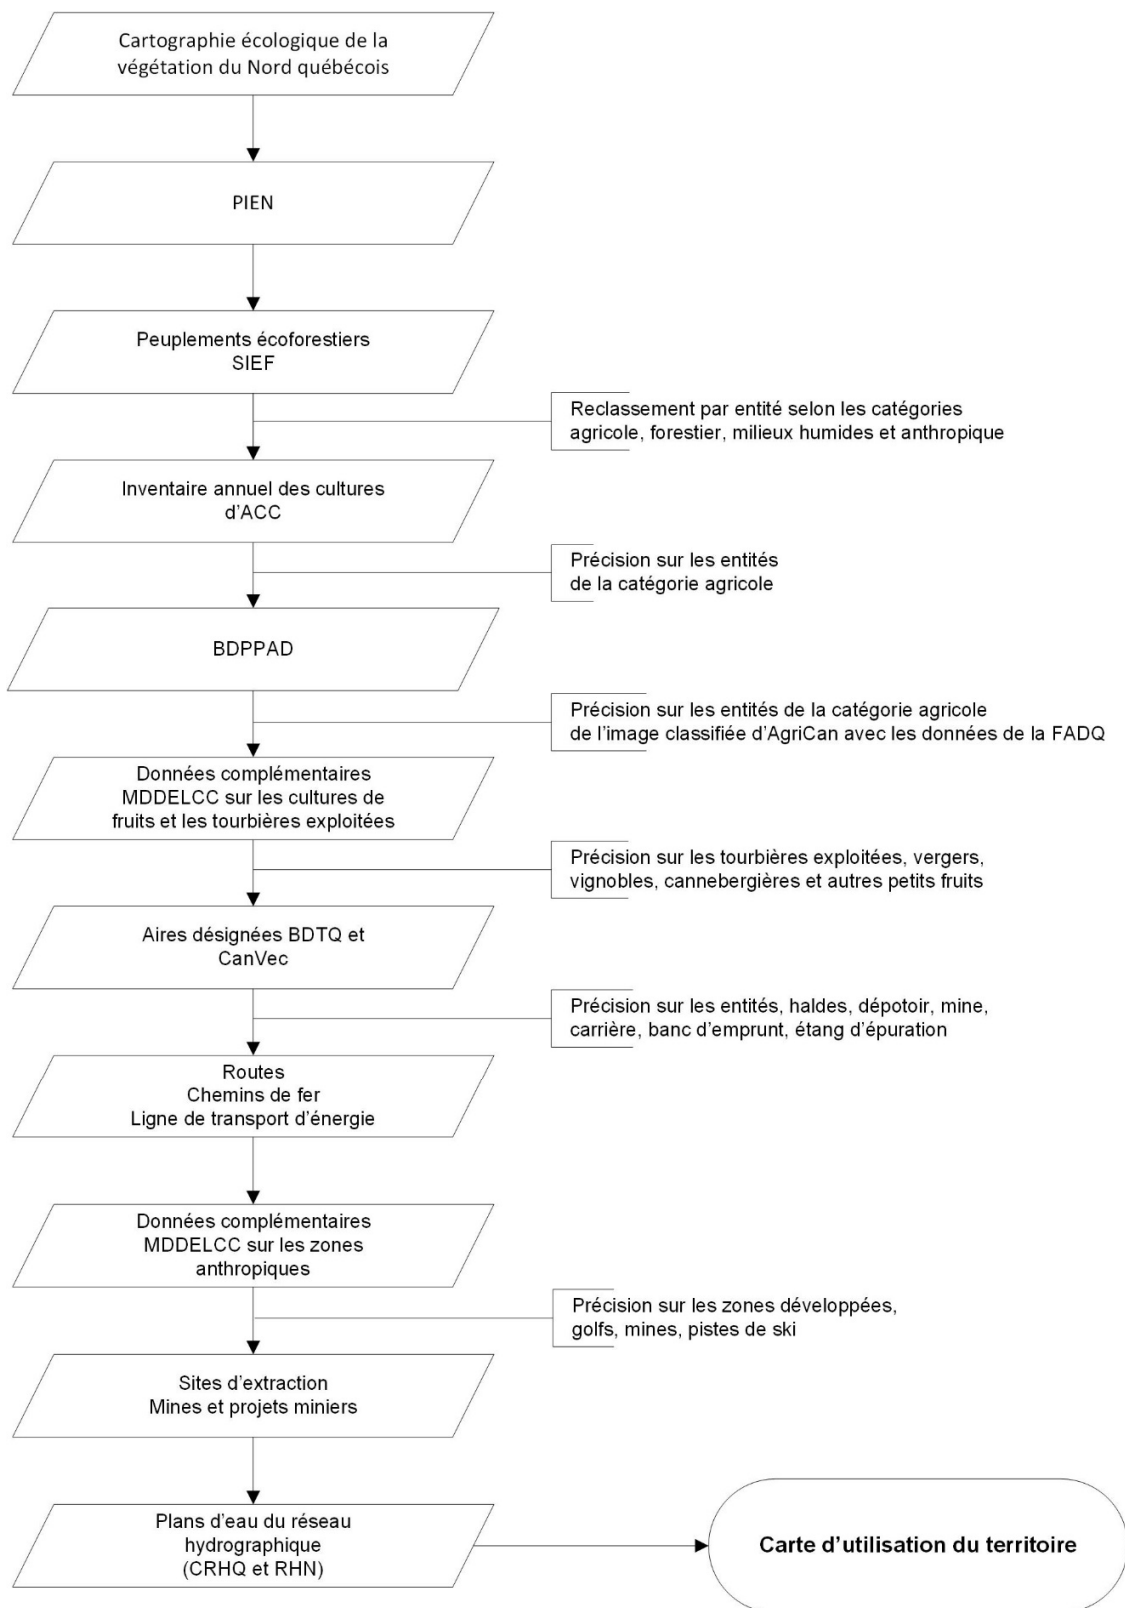 Cartographie écologique de la
végétation du Nord québécois
PIEN
Peuplements écoforestiers
SIEF
Reclassement par entité selon les catégories
agricole, forestier, milieux humides et anthropique
Inventaire annuel des cultures
d'ACC
Précision sur les entités
de la catégorie agricole
BDPPAD
Précision sur les entités de la catégorie agricole
de l'image classifiée d'AgriCan avec les données de la FADQ
Données complémentaires
MDDELCC sur les cultures de
fruits et les tourbières exploitées
Précision sur les tourbières exploitées, vergers,
vignobles, cannebergières et autres petits fruits
Aires désignées BDTQ et
CanVec
Précision sur les entités, haldes, dépotoir, mine,
carrière, banc d'emprunt, étang d'épuration
Routes
Chemins de fer
Ligne de transport d'énergie
Données complémentaires
MDDELCC sur les zones
anthropiques
Précision sur les zones développées,
golfs, mines, pistes de ski
Sites d'extraction
Mines et projets miniers
Plans d'eau du réseau
hydrographique
(CRHQ et RHN)
Carte d'utilisation du territoire